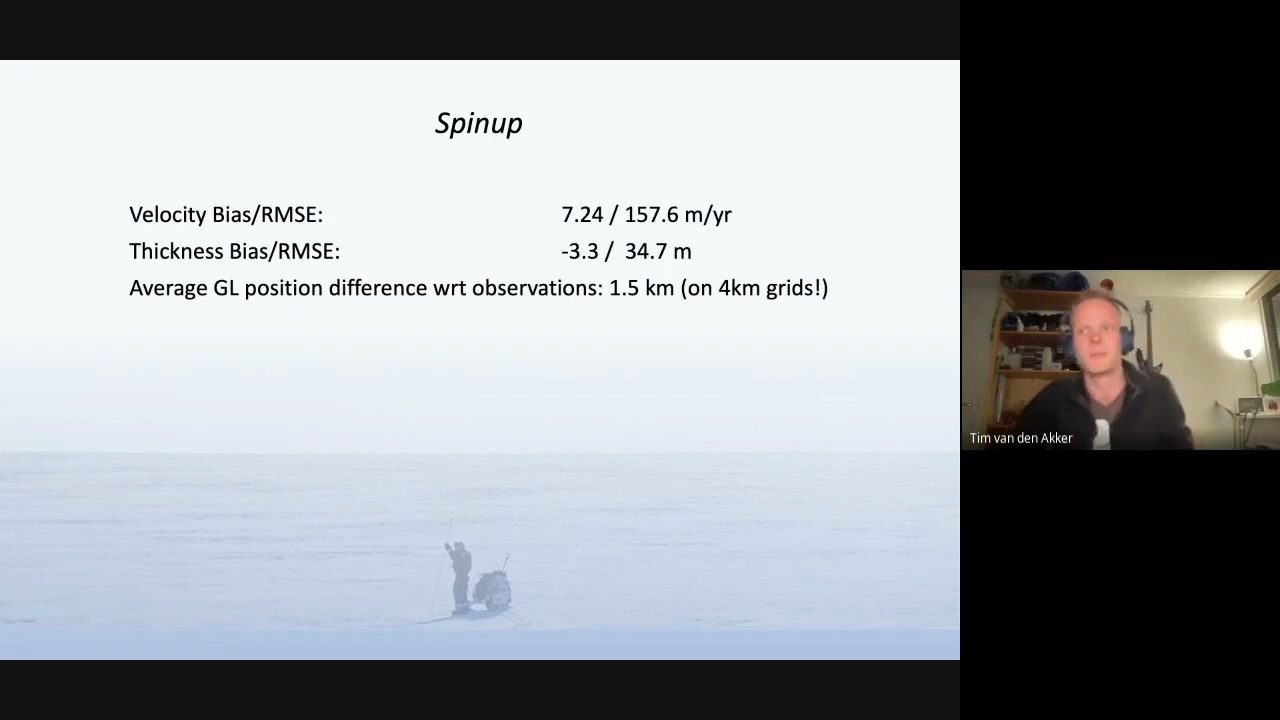 Spinup
Velocity Bias/RMSE: 7.24 / 157.6 m/yr
Thickness Bias/RMSE: -3.3 / 34.7 m
Average GL position difference wrt observations: 1.5 km (on 4km grids!)
Tim van den Akker